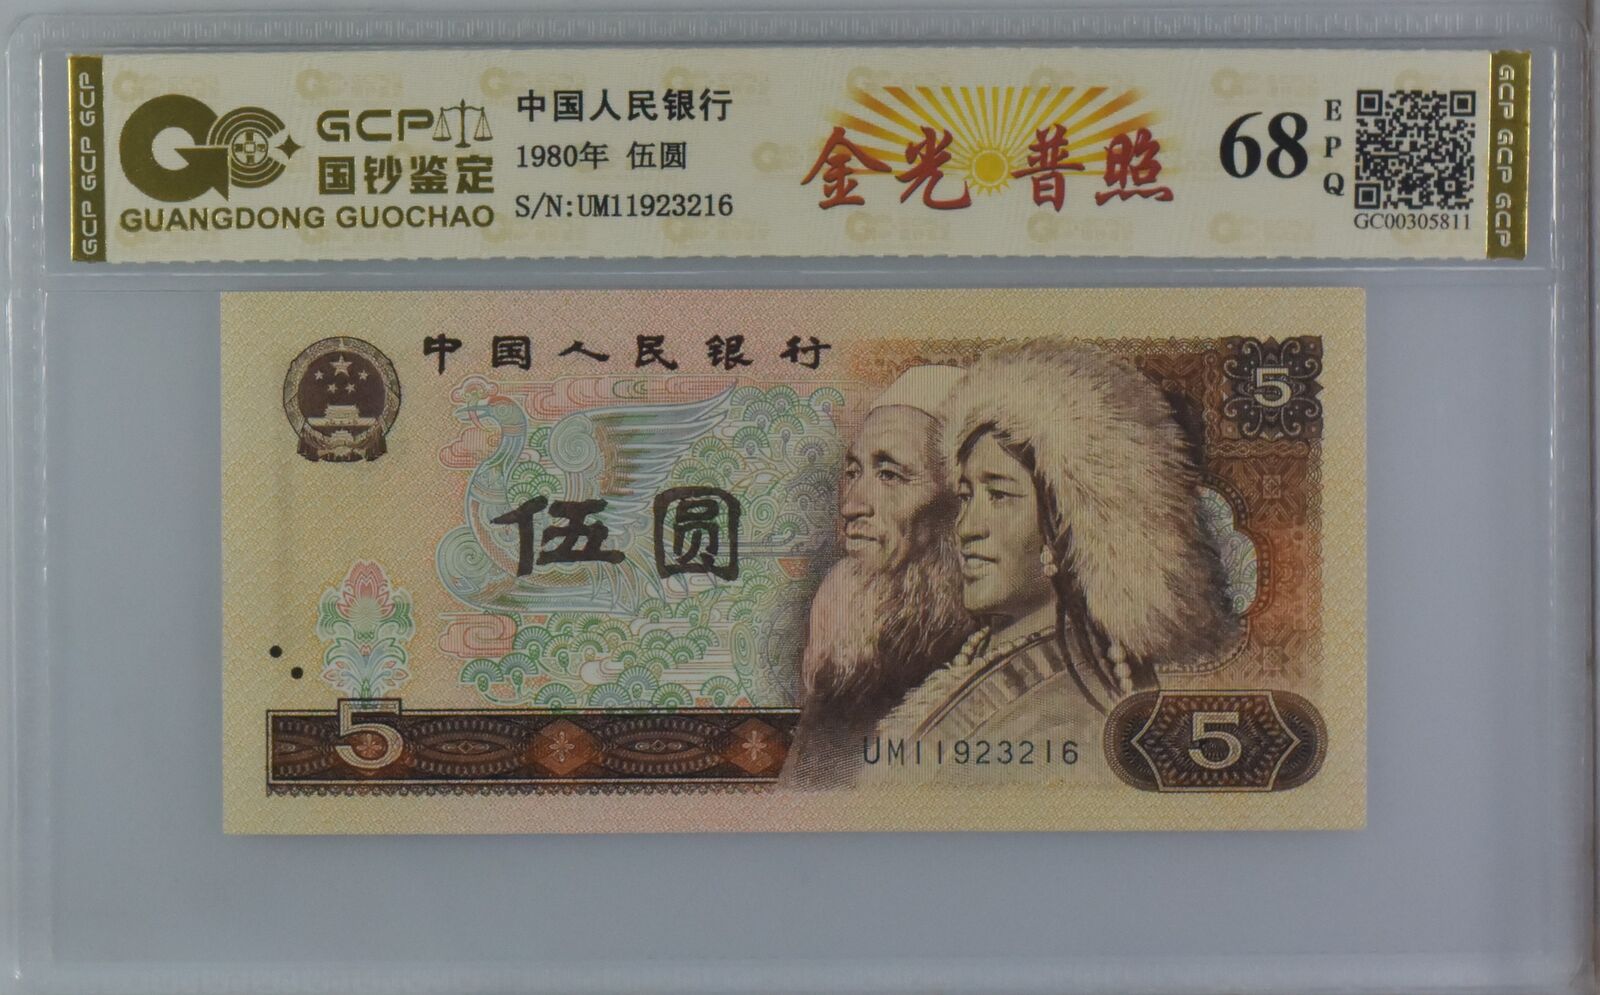 GCP GCP GCP
GCP
国钞鉴定
GUANGDONG GUOCHAO
中国人民银行
1980年 伍圆
S/N:UM11923216
金光普照
68
EPQ
GC00305811
GCP GCP GCP
中国人民银行
5
伍圆
5
UM11923216
5